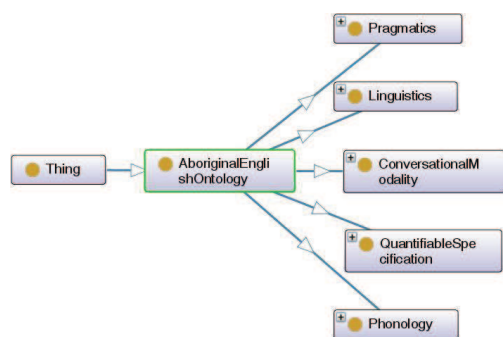 Pragmatics
Linguistics
Thing
AboriginalEngli
shOntology
ConversationalM
odality
QuantifiableSpe
cification
Phonology